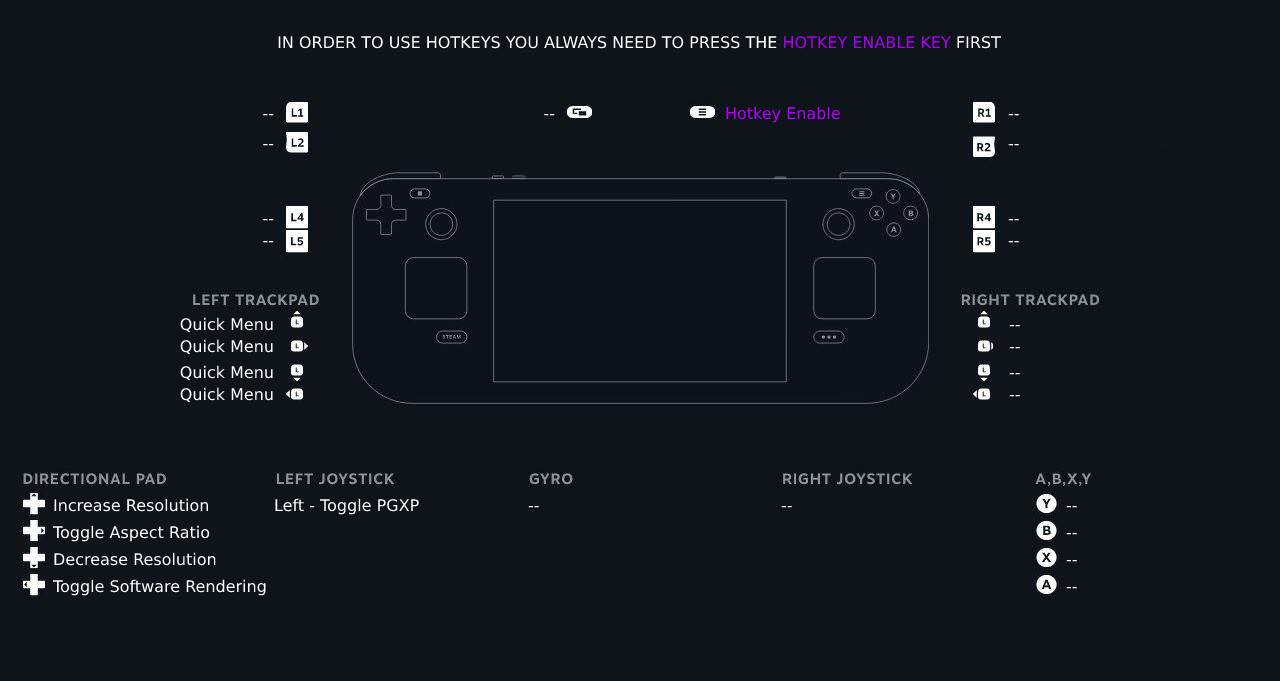 IN ORDER TO USE HOTKEYS YOU ALWAYS NEED TO PRESS THE HOTKEY ENABLE KEY FIRST
-- L1
-- L2
--
Hotkey Enable
R1 --
R2 --
-- L4
-- L5
R4 --
R5 --
Y
X B
A
STEAM
LEFT TRACKPAD
Quick Menu L
Quick Menu L
Quick Menu L
Quick Menu L
RIGHT TRACKPAD
L --
L --
L --
L --
DIRECTIONAL PAD
Increase Resolution
Toggle Aspect Ratio
Decrease Resolution
Toggle Software Rendering
LEFT JOYSTICK
Left - Toggle PGXP
GYRO
--
RIGHT JOYSTICK
--
A,B,X,Y
Y --
B --
X --
A --